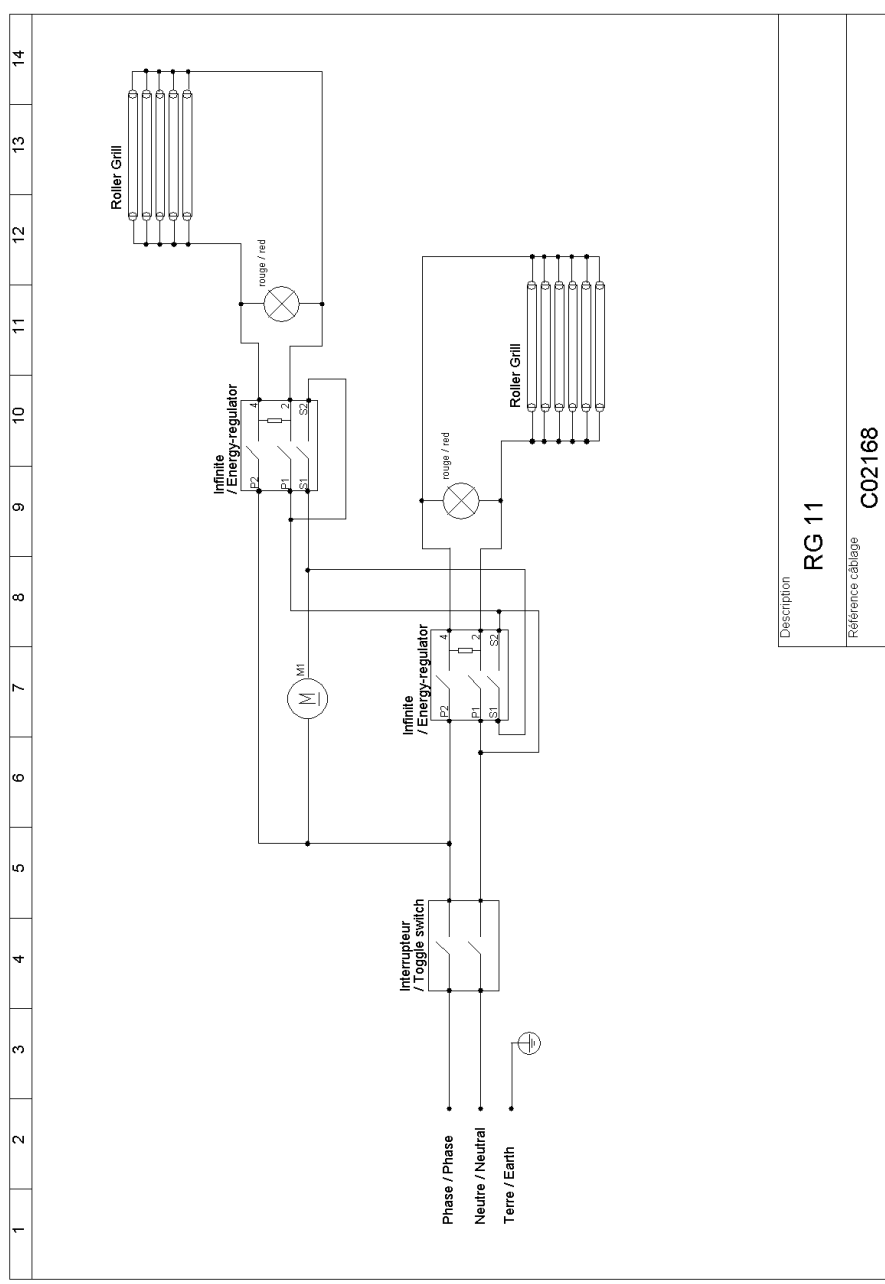 1 2 3 4 5 6 7 8 9 10 11 12 13 14
Roller Grill
rouge / red
Infinite
/ Energy-regulator
P2 4
P1 2
S1 S2
M1
M
Roller Grill
rouge / red
Infinite
/ Energy-regulator
P2 4
P1 2
S1 S2
Interrupteur
/ Toggle switch
Phase / Phase
Neutre / Neutral
Terre / Earth
Description
RG 11
Référence câblage
C02168